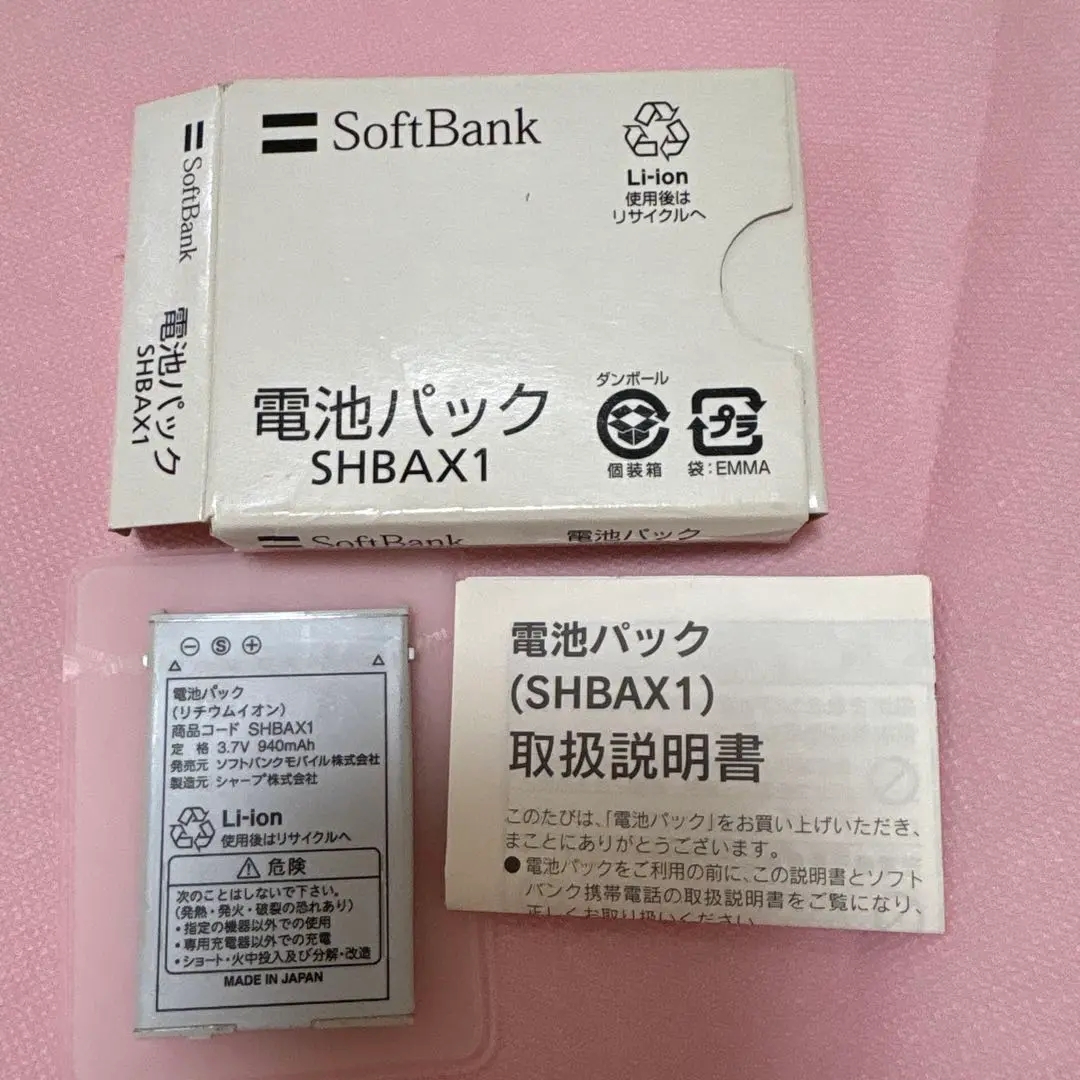 SoftBank
電池パック
SHBAX1
SoftBank
Li-ion
使用後は
リサイクルへ
電池パック
SHBAX1
ダンボール
個装箱
プラ
袋：EMMA
SoftBank
電池パック
⊖ Ⓢ ⊕
電池パック
(リチウムイオン)
商品コード SHBAX1
定 格 3.7V 940mAh
発売元 ソフトバンクモバイル株式会社
製造元 シャープ株式会社
Li-ion
使用後はリサイクルへ
⚠ 危険
次のことはしないで下さい。
(発熱・発火・破裂の恐れあり)
・指定の機器以外での使用
・専用充電器以外での充電
・ショート・火中投入及び分解・改造
MADE IN JAPAN
電池パック
(SHBAX1)
取扱説明書
このたびは、「電池パック」をお買い上げいただき、
まことにありがとうございます。
●電池パックをご利用の前に、この説明書とソフト
バンク携帯電話の取扱説明書をご覧になり、
正しくお取り扱いください。